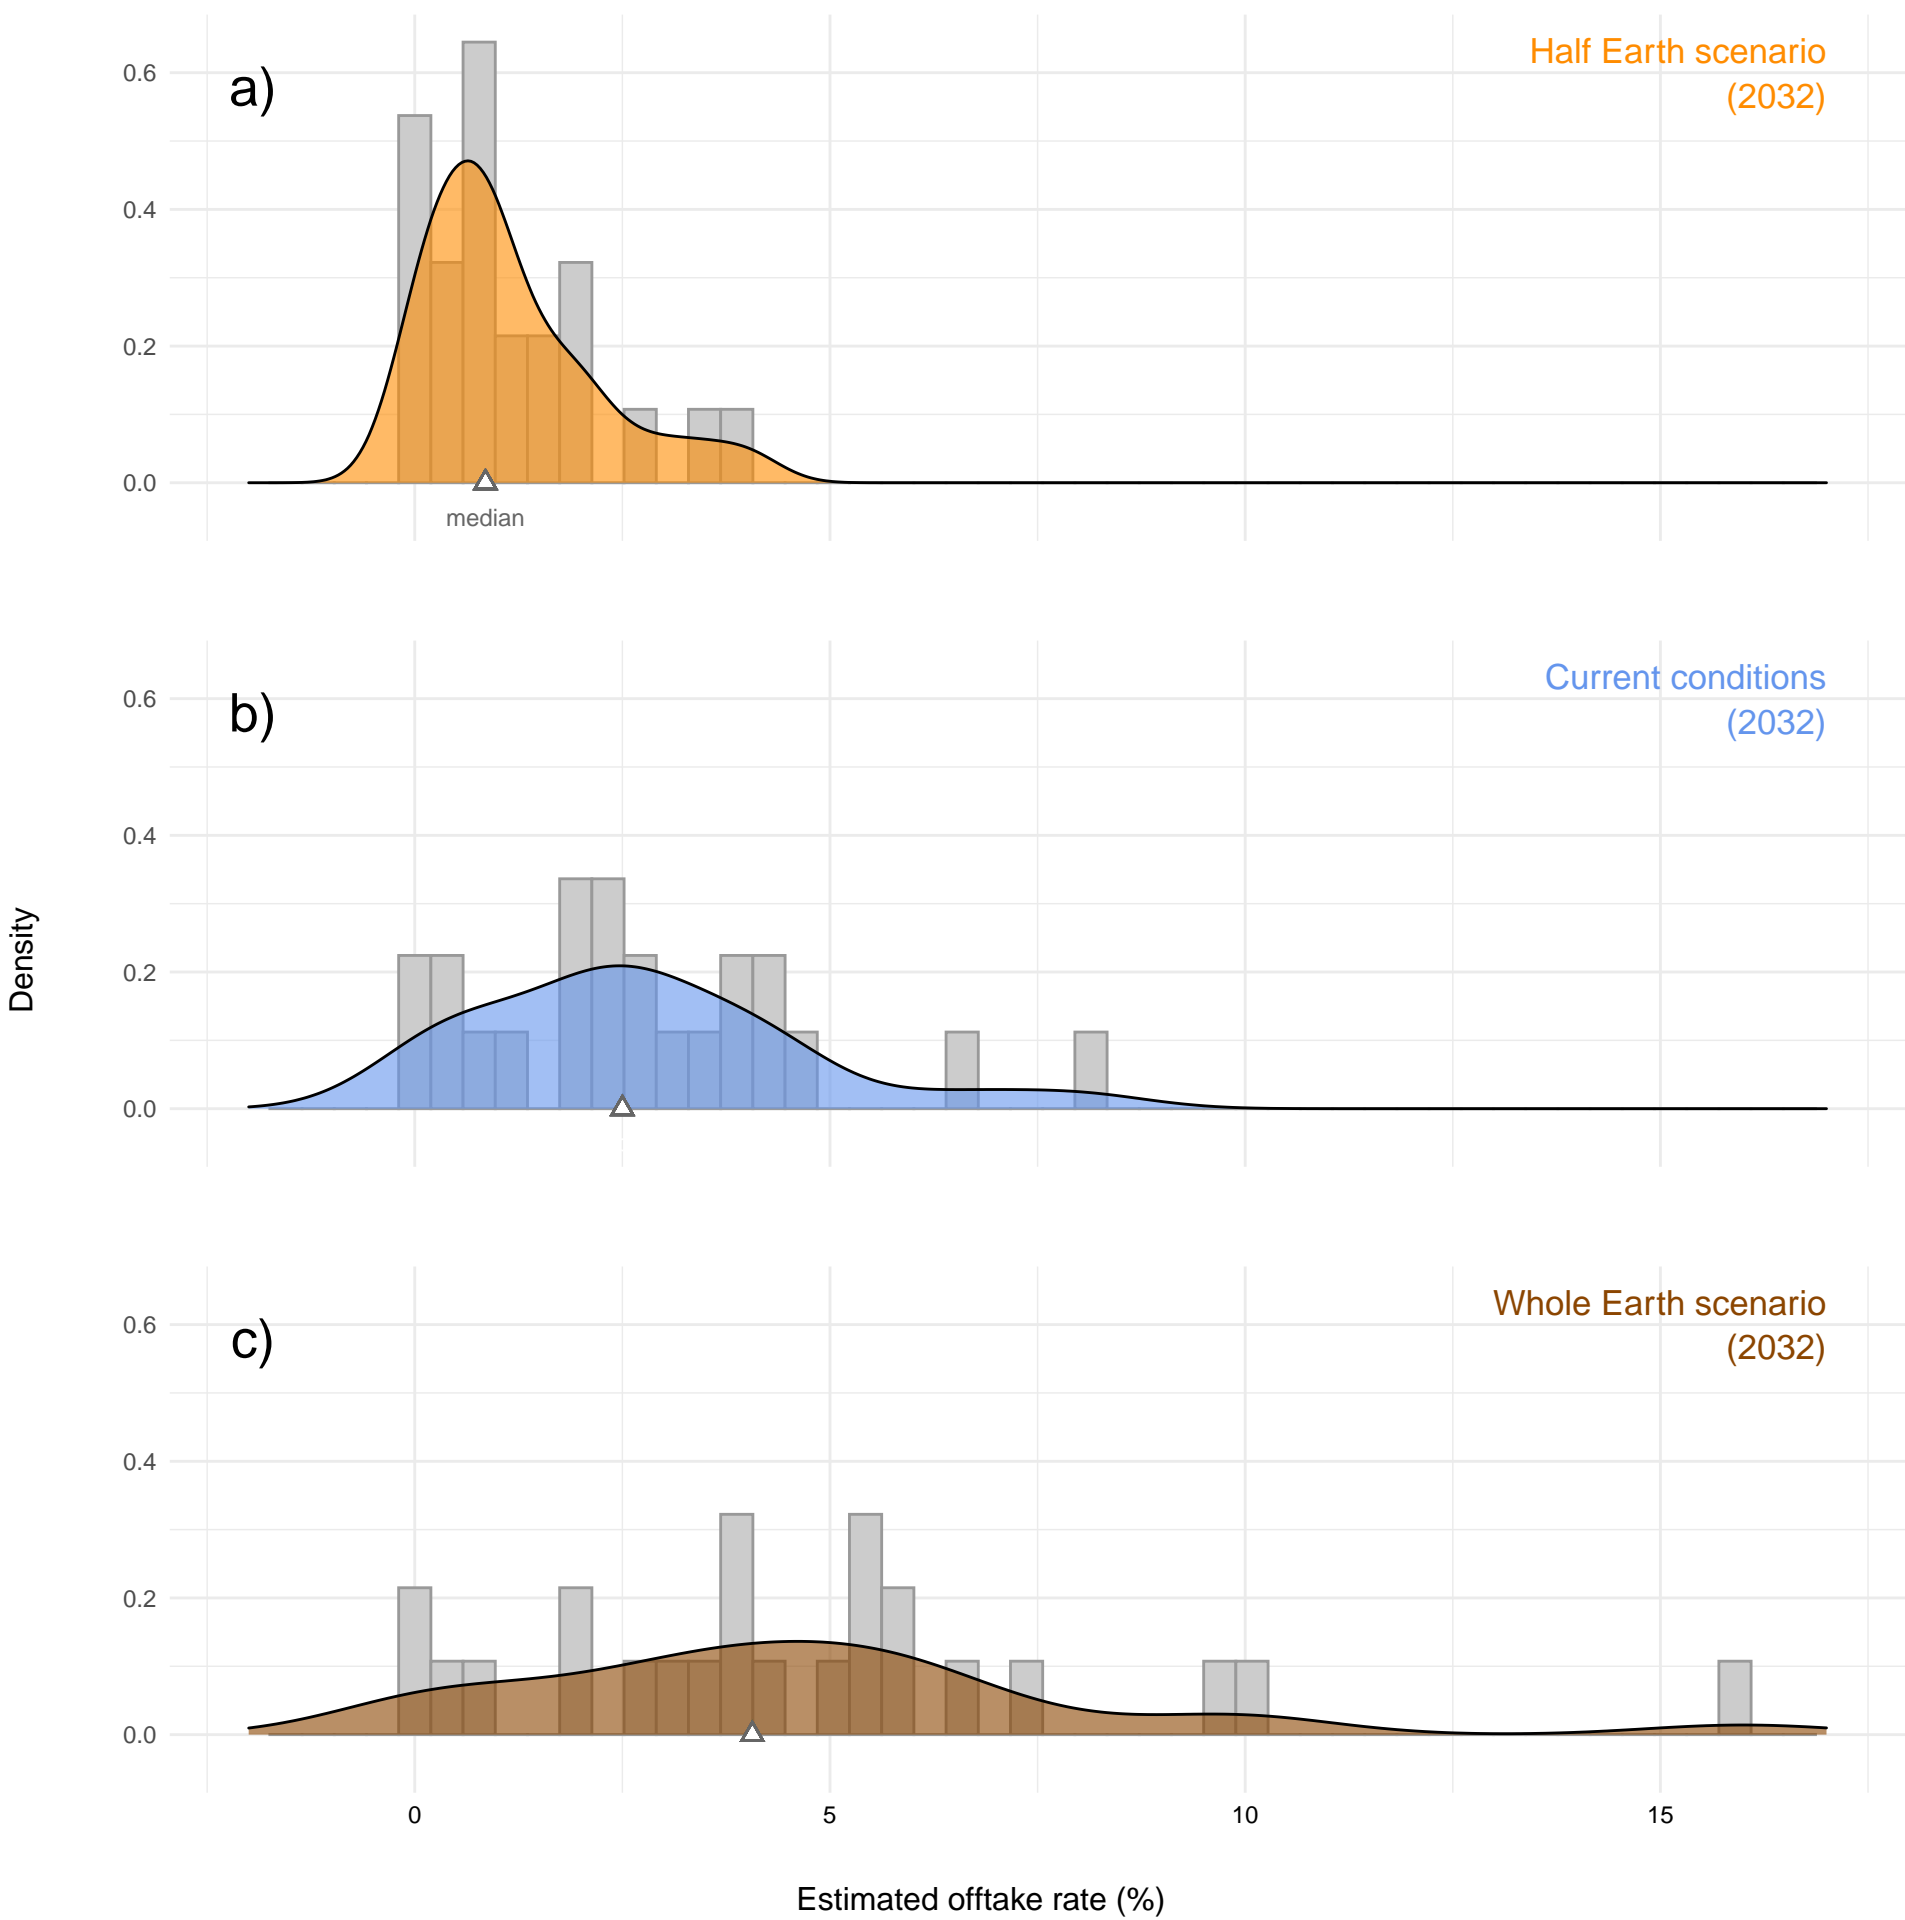 a)
Half Earth scenario
(2032)
0.6
0.4
0.2
0.0
median
b)
Current conditions
(2032)
0.6
0.4
0.2
0.0
Density
c)
Whole Earth scenario
(2032)
0.6
0.4
0.2
0.0
0 5 10 15
Estimated offtake rate (%)